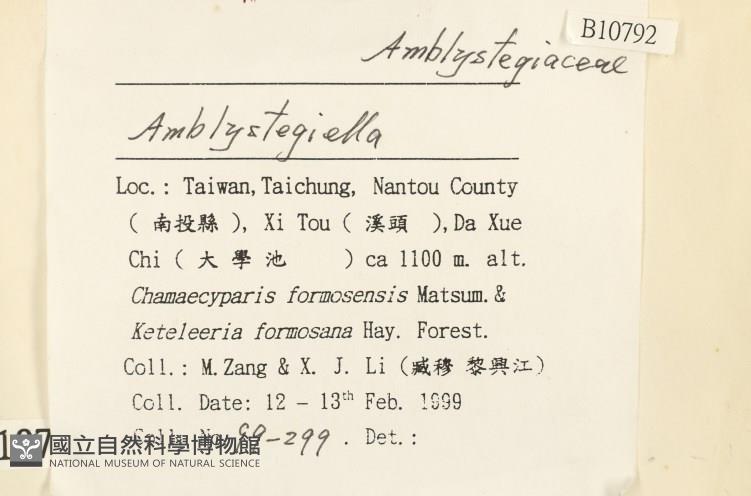 B10792
Amblystegiaceae
Amblystegiella
Loc.: Taiwan, Taichung, Nantou County
( 南投縣 ), Xi Tou ( 溪頭 ), Da Xue
Chi ( 大學池 ) ca 1100 m. alt.
Chamaecyparis formosensis Matsum. &
Keteleeria formosana Hay. Forest.
Coll.: M. Zang & X. J. Li (臧穆 黎興江)
Coll. Date: 12 - 13th Feb. 1999
Coll. No. 99-299. Det.:
國立自然科學博物館
NATIONAL MUSEUM OF NATURAL SCIENCE